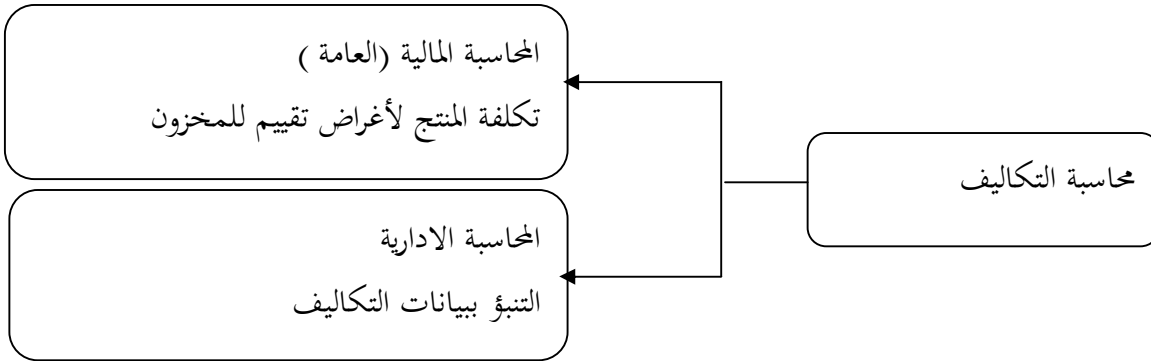 محاسبة التكاليف
المحاسبة المالية (العامة )
تكلفة المنتج لأغراض تقييم للمخزون
المحاسبة الادارية
التنبؤ ببيانات التكاليف